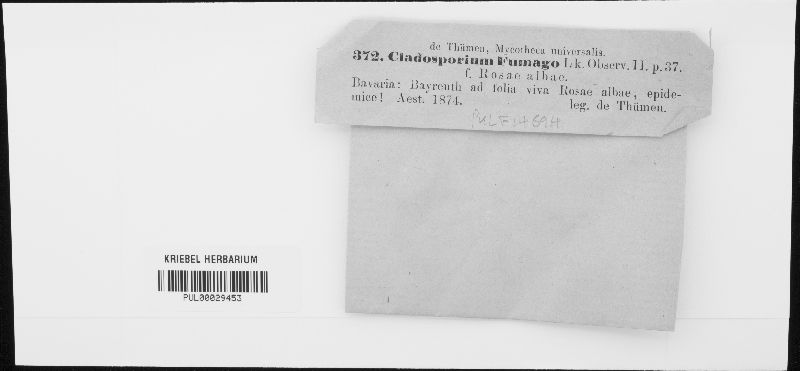 de Thümen, Mycotheca universalis.
372. Cladosporium Fumago Lk. Observ. II. p. 37.
f. Rosae albae.
Bavaria: Bayreuth ad folia viva Rosae albae, epide-
mice! Aest. 1874. leg. de Thümen.
PUL F14694
KRIEBEL HERBARIUM
PUL00029453